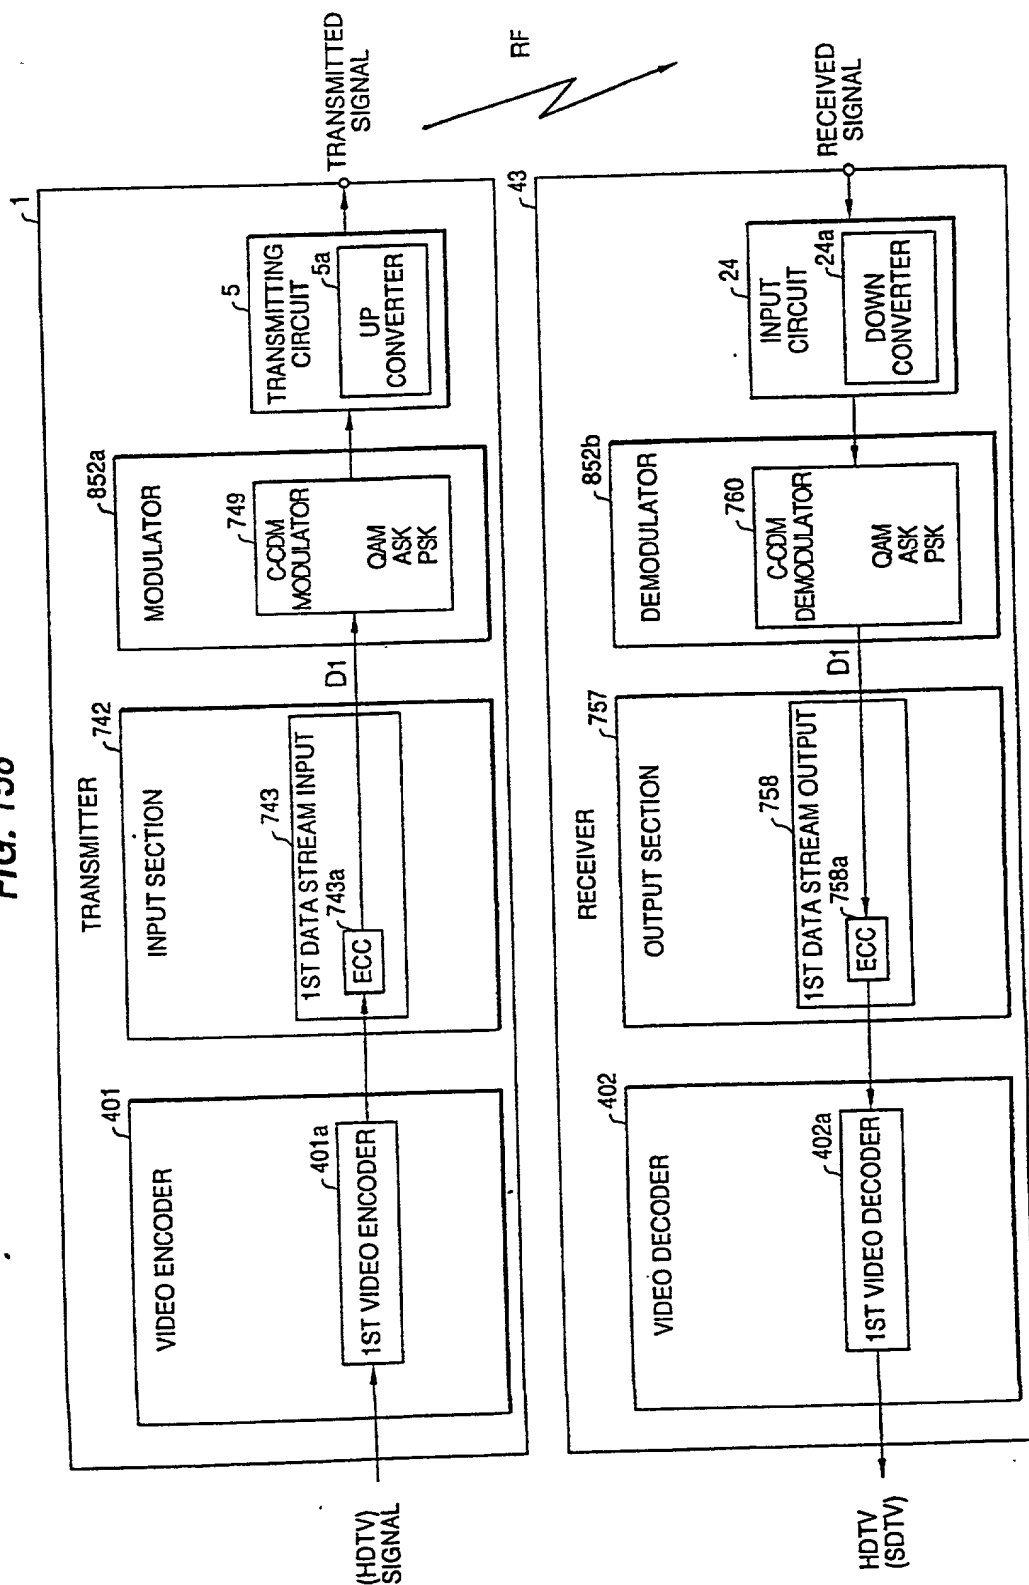 FIG.
1
TRANSMITTER
401
VIDEO ENCODER
401a
1ST VIDEO ENCODER
(HDTV)
SIGNAL
742
INPUT SECTION
743
1ST DATA STREAM INPUT
743a
ECC
D1
852a
MODULATOR
749
C-CDM
MODULATOR
QAM
ASK
PSK
5
TRANSMITTING
CIRCUIT
5a
UP
CONVERTER
TRANSMITTED
SIGNAL
RF
43
RECEIVER
402
VIDEO DECODER
402a
1ST VIDEO DECODER
HDTV
(SDTV)
757
OUTPUT SECTION
758
1ST DATA STREAM OUTPUT
758a
ECC
D1
852b
DEMODULATOR
760
C-CDM
DEMODULATOR
QAM
ASK
PSK
24
INPUT
CIRCUIT
24a
DOWN
CONVERTER
RECEIVED
SIGNAL